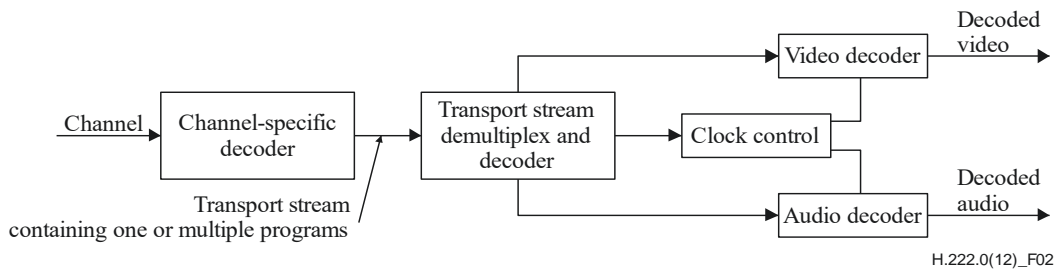 Channel
Channel-specific
decoder
Transport stream
containing one or multiple programs
Transport stream
demultiplex and
decoder
Clock control
Video decoder
Decoded
video
Audio decoder
Decoded
audio
H.222.0(12)_F02